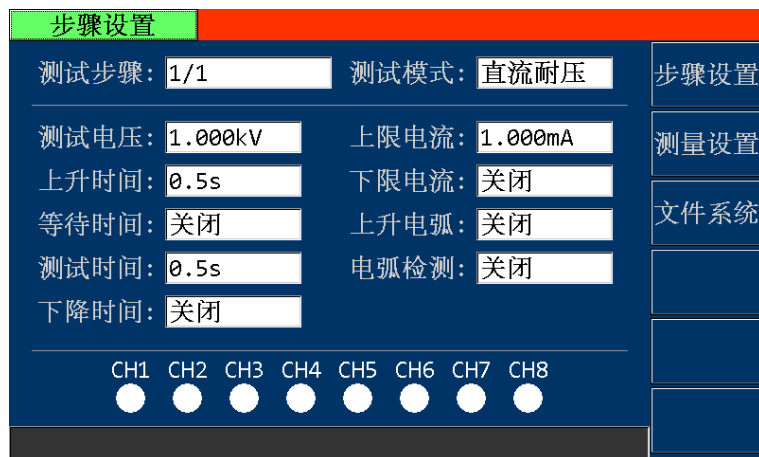 步骤设置
测试步骤: 1/1 测试模式: 直流耐压
测试电压: 1.000kV 上限电流: 1.000mA
上升时间: 0.5s 下限电流: 关闭
等待时间: 关闭 上升电弧: 关闭
测试时间: 0.5s 电弧检测: 关闭
下降时间: 关闭
CH1 CH2 CH3 CH4 CH5 CH6 CH7 CH8
步骤设置
测量设置
文件系统